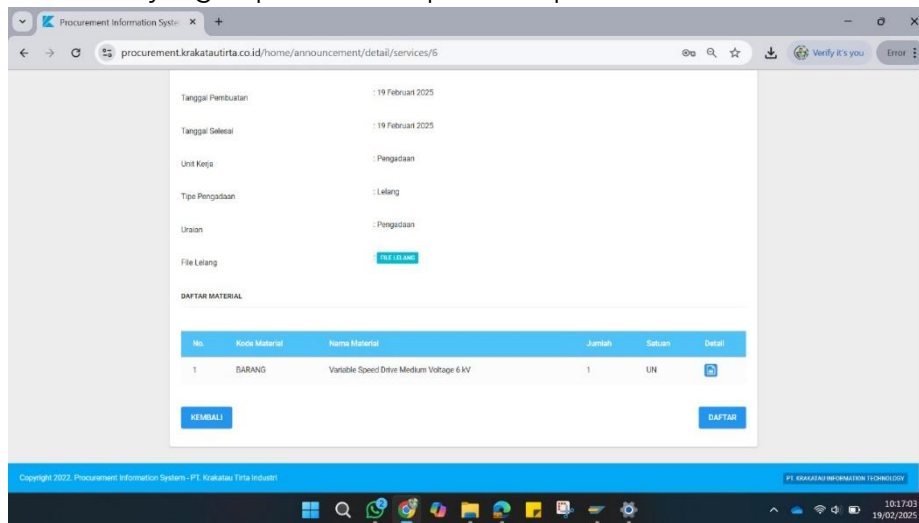 Procurement Information Syste
procurement.krakatautirta.co.id/home/announcement/detail/services/6
Verify it's you
Error
Tanggal Pembuatan : 19 Februari 2025
Tanggal Selesai : 19 Februari 2025
Unit Kerja : Pengadaan
Tipe Pengadaan : Lelang
Uraian : Pengadaan
File Lelang : FILE LELANG
DAFTAR MATERIAL
No. Kode Material Nama Material Jumlah Satuan Detail
1 BARANG Variable Speed Drive Medium Voltage 6 kV 1 UN
KEMBALI DAFTAR
Copyright 2022. Procurement Information System - PT. Krakatau Tirta Industri PT. KRAKATAU INFORMATION TECHNOLOGY
10:17:03
19/02/2025